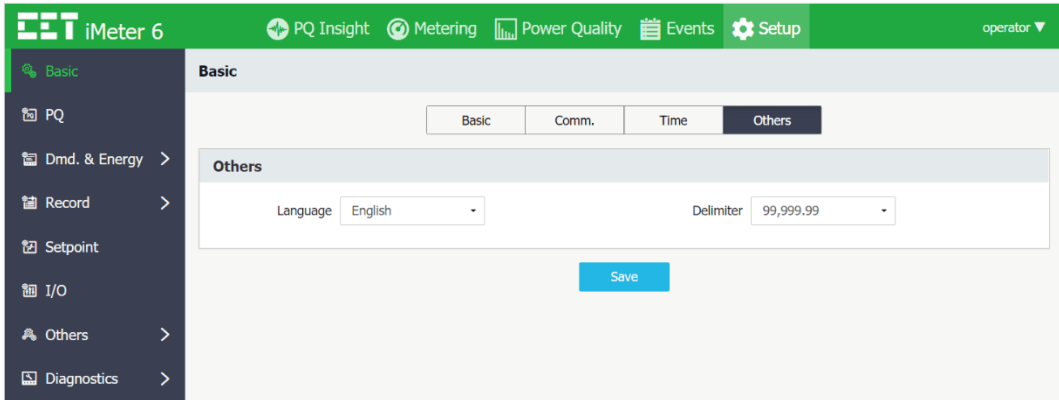 CET iMeter 6
PQ Insight
Metering
Power Quality
Events
Setup
operator
Basic
PQ
Dmd. & Energy
Record
Setpoint
I/O
Others
Diagnostics
Basic
Basic
Comm.
Time
Others
Others
Language English
Delimiter 99,999.99
Save